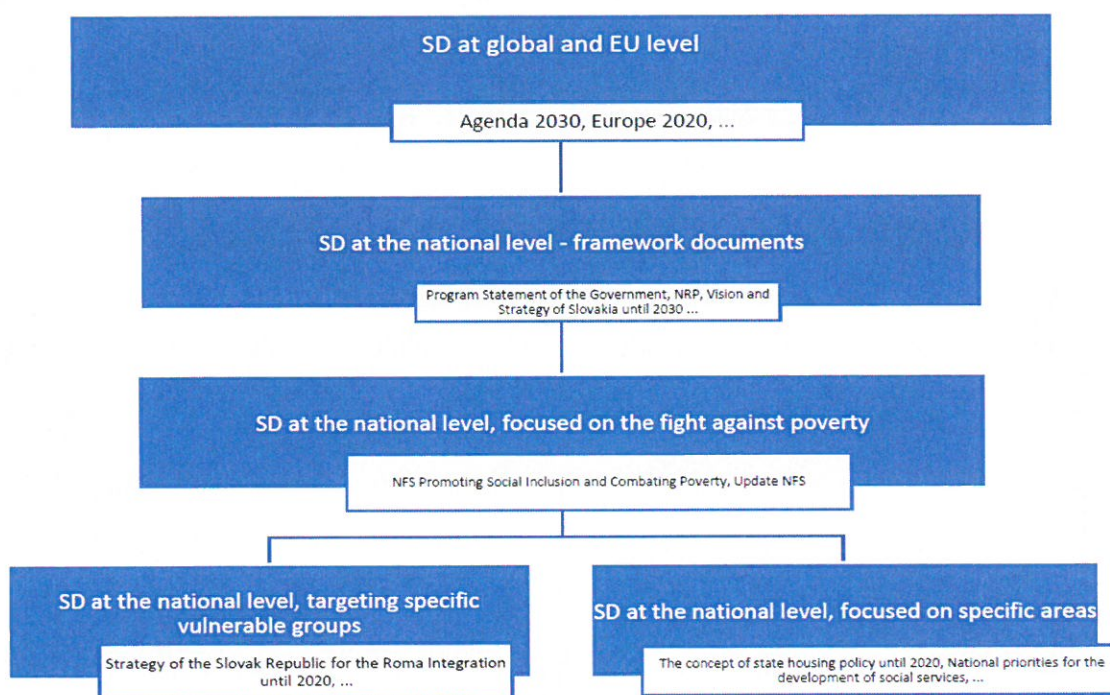 SD at global and EU level
Agenda 2030, Europe 2020, ...
SD at the national level - framework documents
Program Statement of the Government, NRP, Vision and
Strategy of Slovakia until 2030 ...
SD at the national level, focused on the fight against poverty
NFS Promoting Social Inclusion and Combating Poverty, Update NFS
SD at the national level, targeting specific
vulnerable groups
Strategy of the Slovak Republic for the Roma Integration
until 2020, ...
SD at the national level, focused on specific areas
The concept of state housing policy until 2020, National priorities for the
development of social services, ...